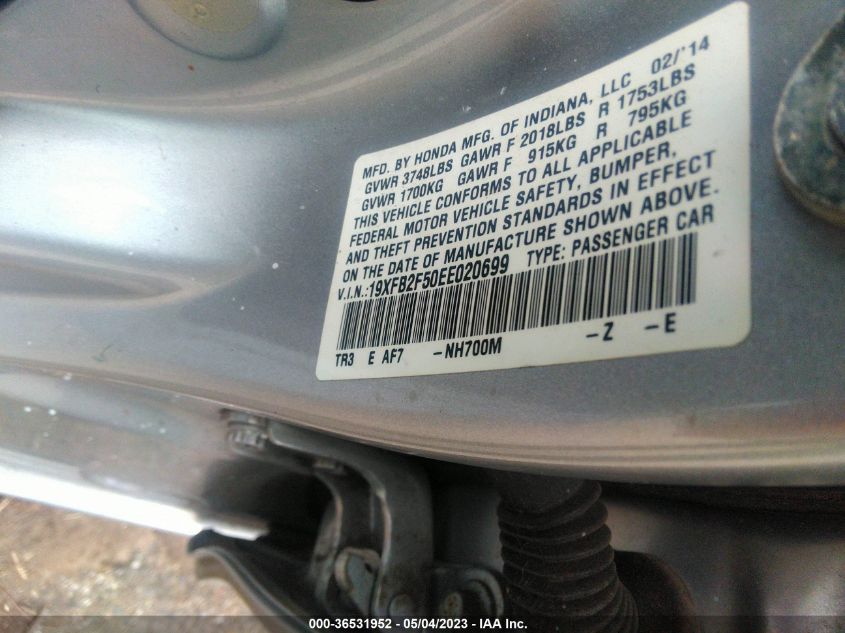 MFD. BY HONDA MFG. OF INDIANA, LLC 02/'14
GVWR 3748LBS GAWR F 2018LBS R 1753LBS
GVWR 1700KG GAWR F 915KG R 795KG
THIS VEHICLE CONFORMS TO ALL APPLICABLE
FEDERAL MOTOR VEHICLE SAFETY, BUMPER,
AND THEFT PREVENTION STANDARDS IN EFFECT
ON THE DATE OF MANUFACTURE SHOWN ABOVE.
V.I.N.:19XFB2F50EE020699 TYPE: PASSENGER CAR
TR3 E AF7 -NH700M -Z -E
000-36531952 - 05/04/2023 - IAA Inc.